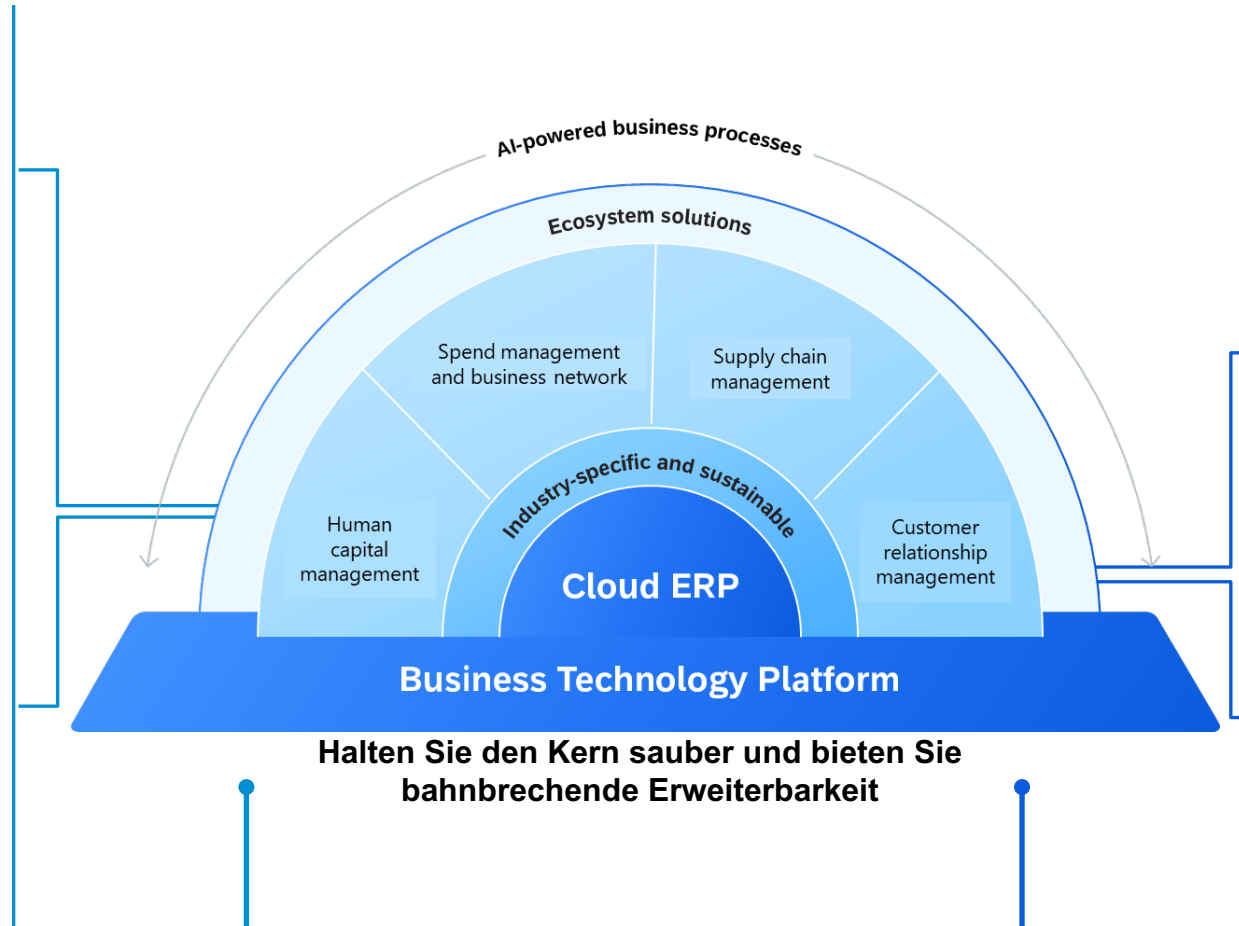 AI-powered business processes
Ecosystem solutions
Spend management
and business network
Supply chain
management
Industry-specific and sustainable
Human
capital
management
Customer
relationship
management
Cloud ERP
Business Technology Platform
Halten Sie den Kern sauber und bieten Sie
bahnbrechende Erweiterbarkeit